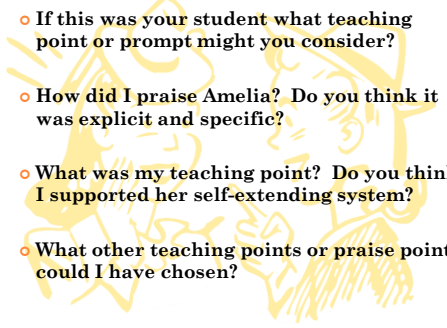 If this was your student what teaching
point or prompt might you consider?
How did I praise Amelia? Do you think it
was explicit and specific?
What was my teaching point? Do you
I supported her self-extending system?
What other teaching points or praise
could I have chosen?